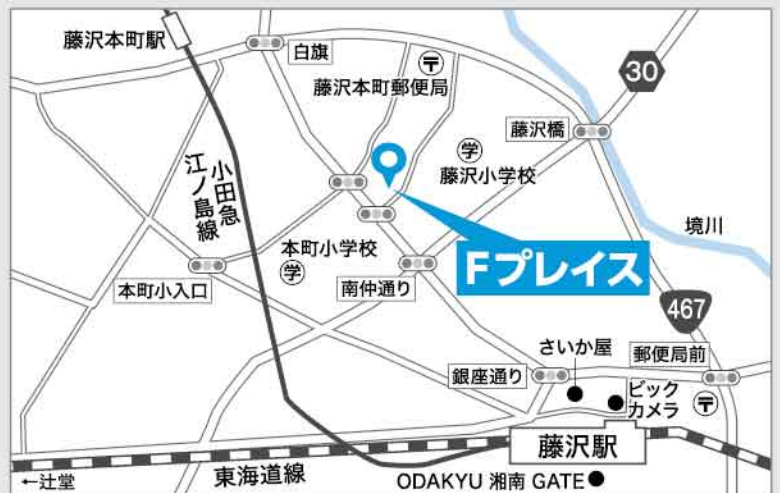 藤沢本町駅
白旗
〒
藤沢本町郵便局
30
藤沢橋
学
藤沢小学校
小田急
江ノ島線
境川
本町小学校
学
Fプレイス
本町小入口
南仲通り
467
さいか屋
郵便局前
銀座通り
ビック
カメラ
〒
藤沢駅
←辻堂
東海道線
ODAKYU 湘南 GATE